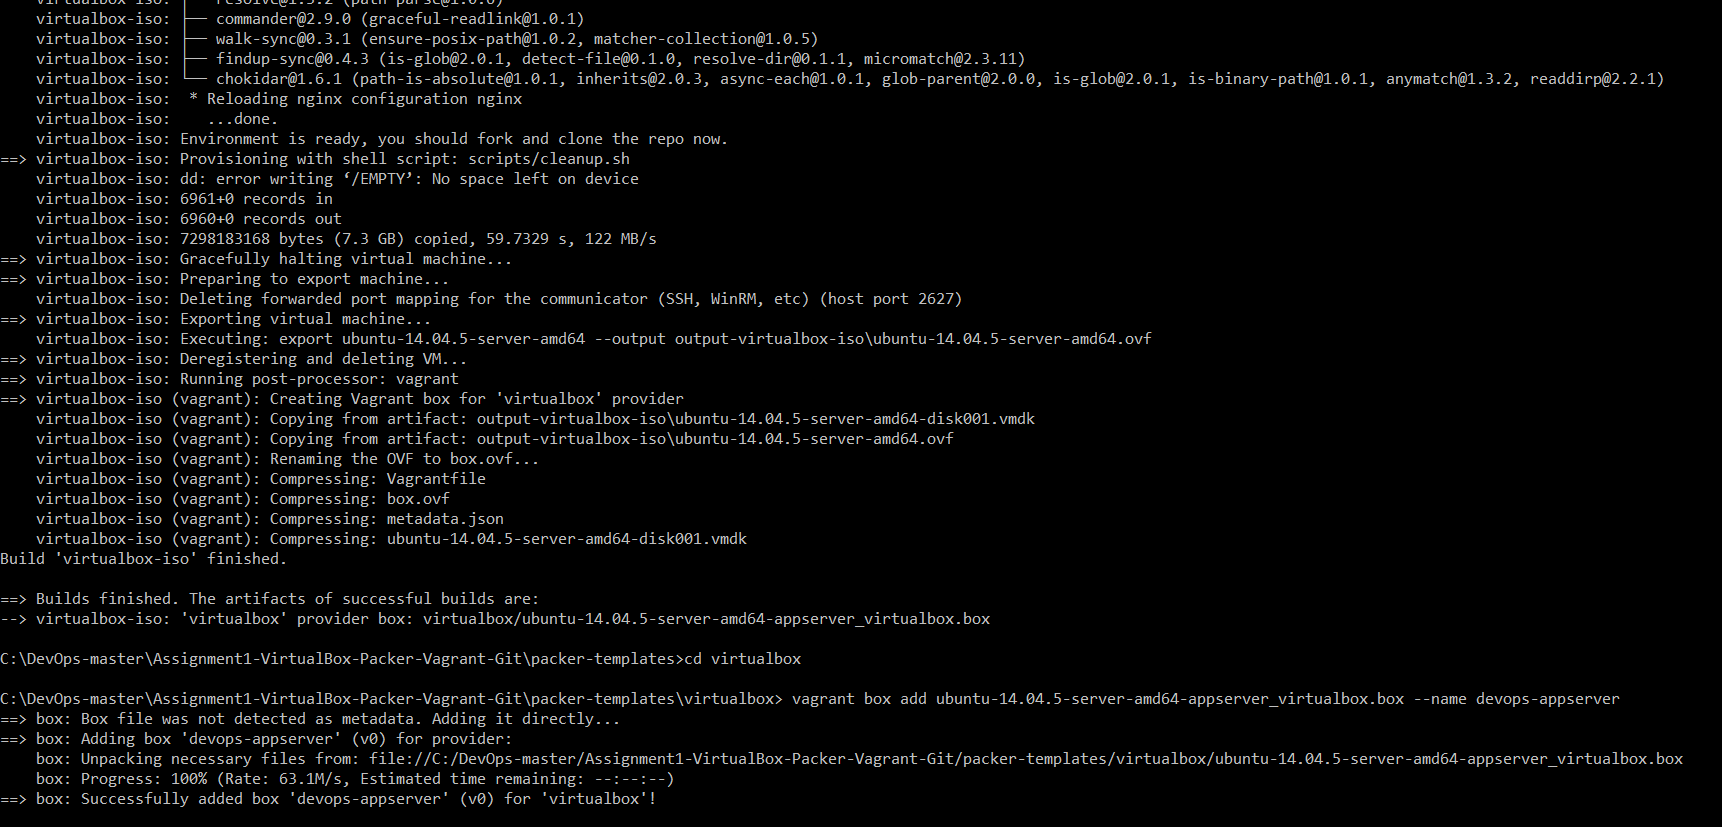 virtualbox-iso: ├── resolve@1.3.2 (path-parse@1.0.6)
virtualbox-iso: ├── commander@2.9.0 (graceful-readlink@1.0.1)
virtualbox-iso: ├── walk-sync@0.3.1 (ensure-posix-path@1.0.2, matcher-collection@1.0.5)
virtualbox-iso: ├── findup-sync@0.4.3 (is-glob@2.0.1, detect-file@0.1.0, resolve-dir@0.1.1, micromatch@2.3.11)
virtualbox-iso: └── chokidar@1.6.1 (path-is-absolute@1.0.1, inherits@2.0.3, async-each@1.0.1, glob-parent@2.0.0, is-glob@2.0.1, is-binary-path@1.0.1, anymatch@1.3.2, readdirp@2.2.1)
virtualbox-iso:  * Reloading nginx configuration nginx
virtualbox-iso:    ...done.
virtualbox-iso: Environment is ready, you should fork and clone the repo now.
==> virtualbox-iso: Provisioning with shell script: scripts/cleanup.sh
virtualbox-iso: dd: error writing ‘/EMPTY’: No space left on device
virtualbox-iso: 6961+0 records in
virtualbox-iso: 6960+0 records out
virtualbox-iso: 7298183168 bytes (7.3 GB) copied, 59.7329 s, 122 MB/s
==> virtualbox-iso: Gracefully halting virtual machine...
==> virtualbox-iso: Preparing to export machine...
virtualbox-iso: Deleting forwarded port mapping for the communicator (SSH, WinRM, etc) (host port 2627)
==> virtualbox-iso: Exporting virtual machine...
virtualbox-iso: Executing: export ubuntu-14.04.5-server-amd64 --output output-virtualbox-iso\ubuntu-14.04.5-server-amd64.ovf
==> virtualbox-iso: Deregistering and deleting VM...
==> virtualbox-iso: Running post-processor: vagrant
==> virtualbox-iso (vagrant): Creating Vagrant box for 'virtualbox' provider
virtualbox-iso (vagrant): Copying from artifact: output-virtualbox-iso\ubuntu-14.04.5-server-amd64-disk001.vmdk
virtualbox-iso (vagrant): Copying from artifact: output-virtualbox-iso\ubuntu-14.04.5-server-amd64.ovf
virtualbox-iso (vagrant): Renaming the OVF to box.ovf...
virtualbox-iso (vagrant): Compressing: Vagrantfile
virtualbox-iso (vagrant): Compressing: box.ovf
virtualbox-iso (vagrant): Compressing: metadata.json
virtualbox-iso (vagrant): Compressing: ubuntu-14.04.5-server-amd64-disk001.vmdk
Build 'virtualbox-iso' finished.
==> Builds finished. The artifacts of successful builds are:
--> virtualbox-iso: 'virtualbox' provider box: virtualbox/ubuntu-14.04.5-server-amd64-appserver_virtualbox.box
C:\DevOps-master\Assignment1-VirtualBox-Packer-Vagrant-Git\packer-templates>cd virtualbox
C:\DevOps-master\Assignment1-VirtualBox-Packer-Vagrant-Git\packer-templates\virtualbox> vagrant box add ubuntu-14.04.5-server-amd64-appserver_virtualbox.box --name devops-appserver
==> box: Box file was not detected as metadata. Adding it directly...
==> box: Adding box 'devops-appserver' (v0) for provider:
box: Unpacking necessary files from: file://C:/DevOps-master/Assignment1-VirtualBox-Packer-Vagrant-Git/packer-templates/virtualbox/ubuntu-14.04.5-server-amd64-appserver_virtualbox.box
box: Progress: 100% (Rate: 63.1M/s, Estimated time remaining: --:--:--)
==> box: Successfully added box 'devops-appserver' (v0) for 'virtualbox'!